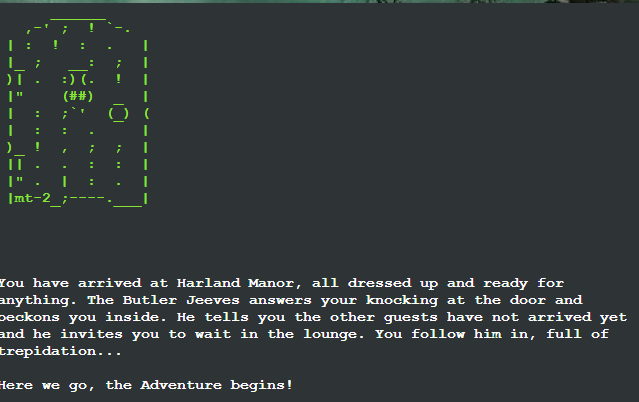 mt-2
You have arrived at Harland Manor, all dressed up and ready for
anything. The Butler Jeeves answers your knocking at the door and
beckons you inside. He tells you the other guests have not arrived yet
and he invites you to wait in the lounge. You follow him in, full of
trepidation...
Here we go, the Adventure begins!